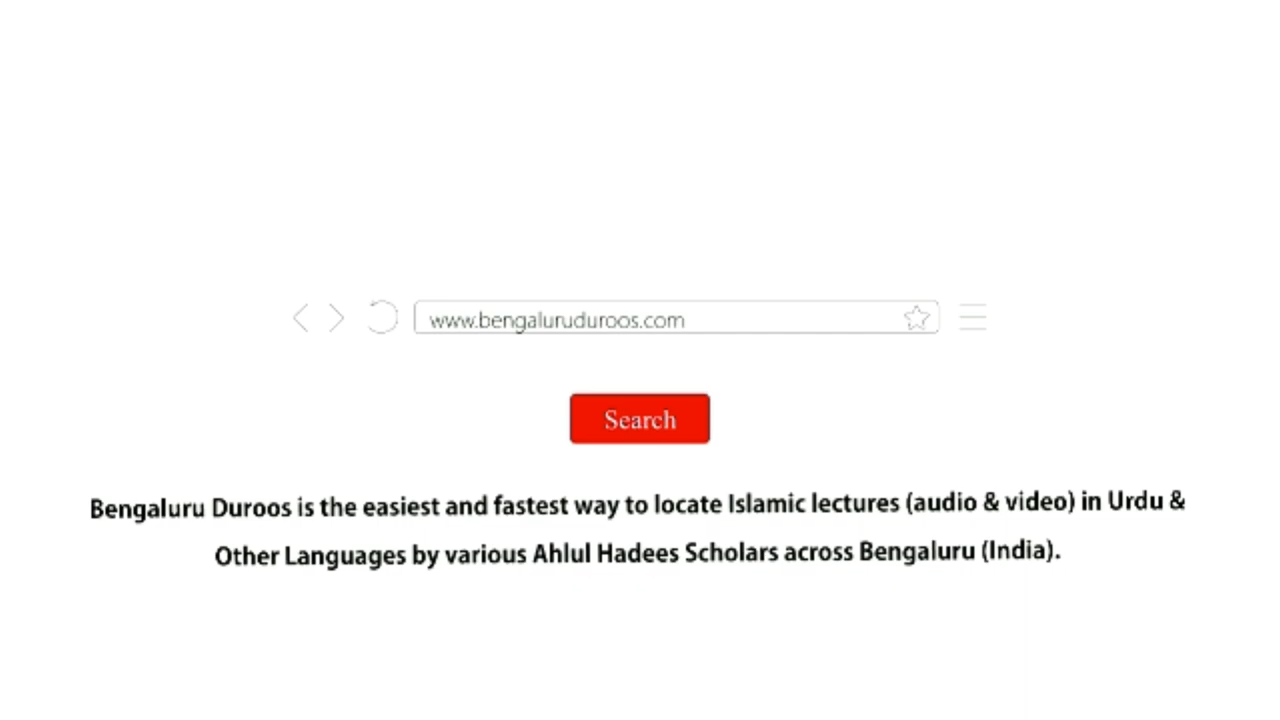 www.bengaluruduroos.com
Search
Bengaluru Duroos is the easiest and fastest way to locate Islamic lectures (audio & video) in Urdu &
Other Languages by various Ahlul Hadees Scholars across Bengaluru (India).